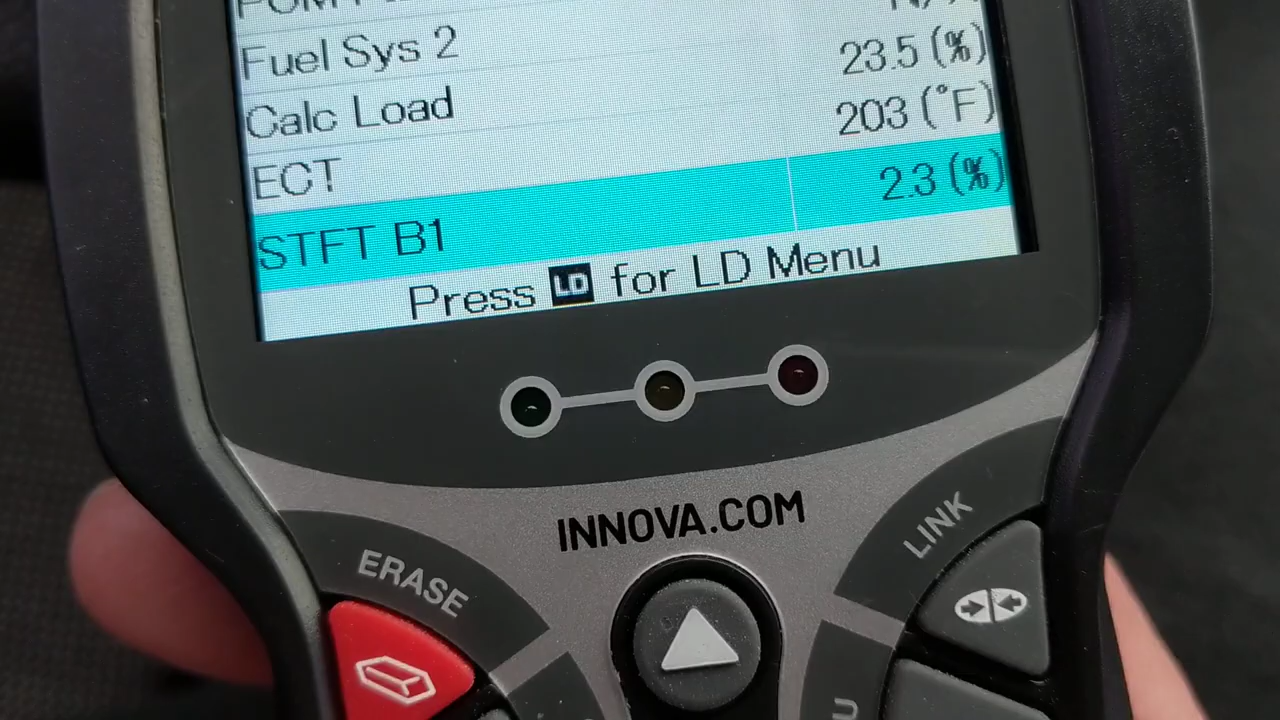 Fuel Sys 2 N/A
Calc Load 23.5 (%)
ECT 203 (°F)
STFT B1 2.3 (%)
Press LD for LD Menu
INNOVA.COM
ERASE
LINK